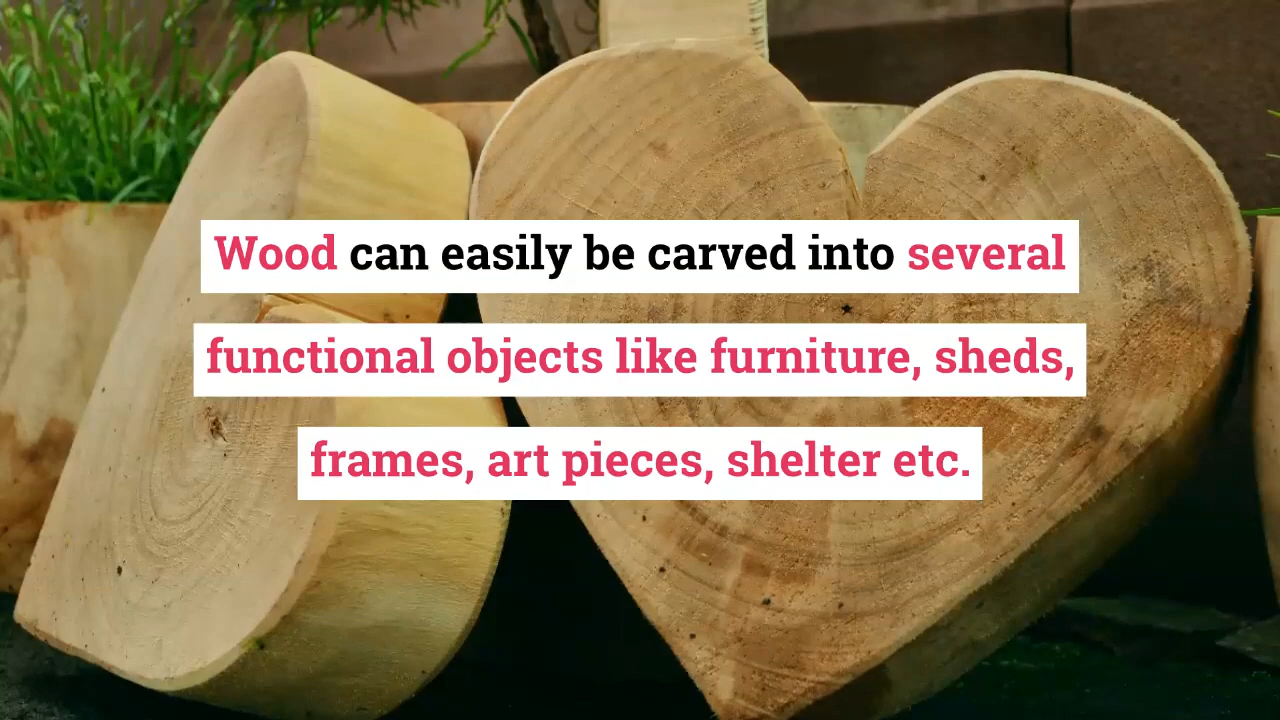 Wood can easily be carved into several
functional objects like furniture, sheds,
frames, art pieces, shelter etc.